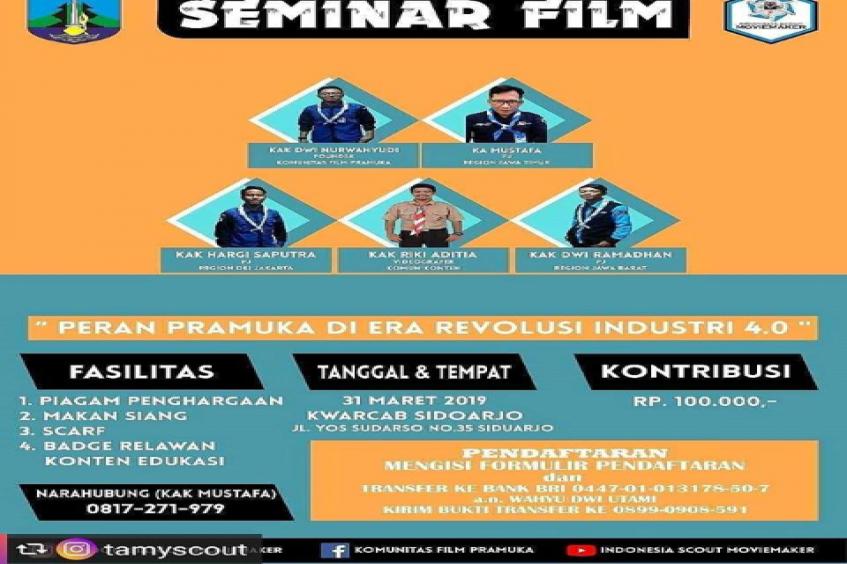 SEMINAR FILM
MOVIEMAKER
KAK DWI NURWAHYUDI
FOUNDER
KOMUNITAS FILM PRAMUKA
KA MUSTAFA
PJ
REGION JAWA TIMUR
KAK HARGI SAPUTRA
PJ
REGION DKI JAKARTA
KAK RIKI ADITIA
VIDEOGRAFER
KOMUN KONTEN
KAK DWI RAMADHAN
PJ
REGION JAWA BARAT
" PERAN PRAMUKA DI ERA REVOLUSI INDUSTRI 4.0 "
FASILITAS
1. PIAGAM PENGHARGAAN
2. MAKAN SIANG
3. SCARF
4. BADGE RELAWAN
KONTEN EDUKASI
TANGGAL & TEMPAT
31 MARET 2019
KWARCAB SIDOARJO
JL. YOS SUDARSO NO.35 SIDUARJO
KONTRIBUSI
RP. 100.000,-
PENDAFTARAN
MENGISI FORMULIR PENDAFTARAN
dan
TRANSFER KE BANK BRI 0447-01-013178-50-7
a.n. WAHYU DWI UTAMI
KIRIM BUKTI TRANSFER KE 0899-0908-591
NARAHUBUNG (KAK MUSTAFA)
0817-271-979
tamyscout
MAKER
KOMUNITAS FILM PRAMUKA
INDONESIA SCOUT MOVIEMAKER